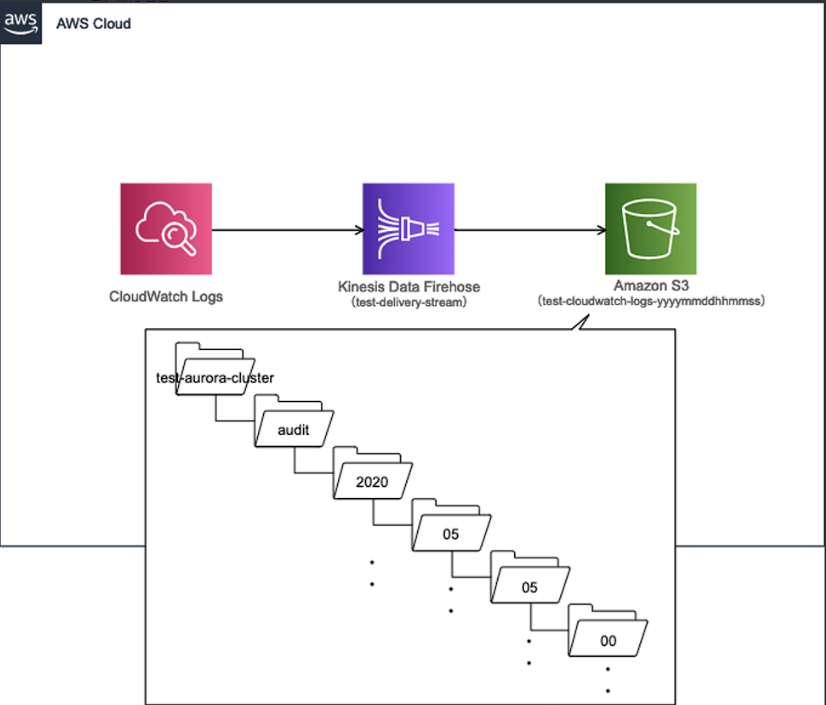 aws
AWS Cloud
CloudWatch Logs
Kinesis Data Firehose
(test-delivery-stream)
Amazon S3
(test-cloudwatch-logs-yyyymmddhhmmss)
test-aurora-cluster
audit
2020
05
05
00